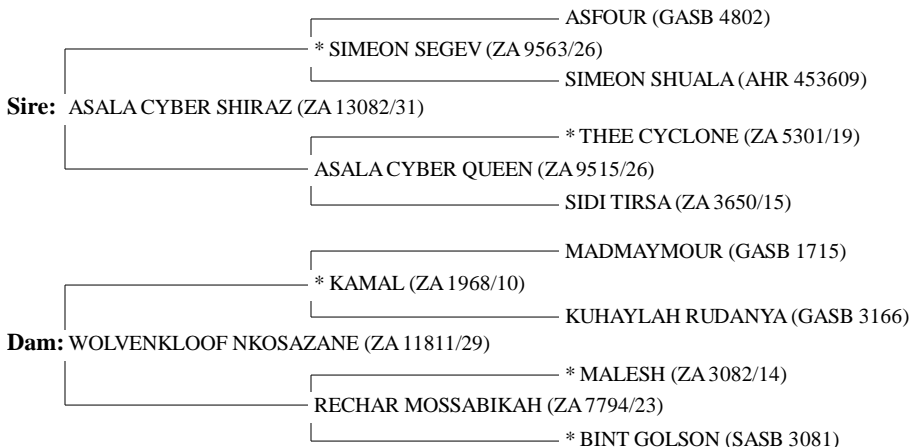 ASFOUR (GASB 4802)
* SIMEON SEGEV (ZA 9563/26)
SIMEON SHUALA (AHR 453609)
Sire: ASALA CYBER SHIRAZ (ZA 13082/31)
* THEE CYCLONE (ZA 5301/19)
ASALA CYBER QUEEN (ZA 9515/26)
SIDI TIRSA (ZA 3650/15)
MADMAYMOUR (GASB 1715)
* KAMAL (ZA 1968/10)
KUHAYLAH RUDANYA (GASB 3166)
Dam: WOLVENKLOOF NKOSAZANE (ZA 11811/29)
* MALESH (ZA 3082/14)
RECHAR MOSSABIKAH (ZA 7794/23)
* BINT GOLSON (SASB 3081)